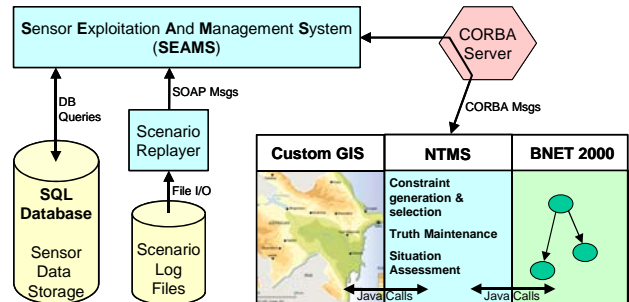 Sensor Exploitation And Management System
(SEAMS)
CORBA
Server
DB
Queries
SOAP Msgs
CORBA Msgs
Scenario
Replayer
File I/O
SQL
Database
Sensor
Data
Storage
Scenario
Log
Files
Custom GIS
NTMS
BNET 2000
Constraint
generation &
selection
Truth Maintenance
Situation
Assessment
Java Calls
Java Calls